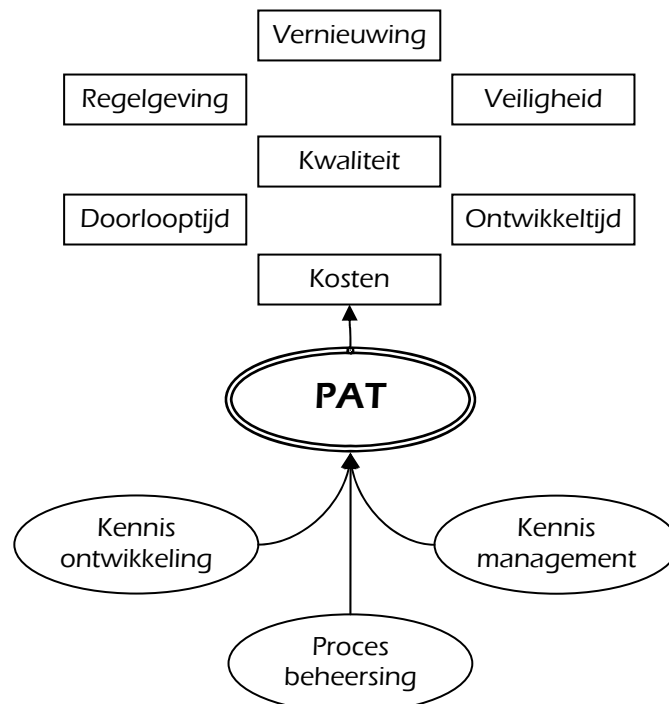 Vernieuwing
Regelgeving
Veiligheid
Kwaliteit
Doorlooptijd
Ontwikkeltijd
Kosten
PAT
Kennis
ontwikkeling
Kennis
management
Proces
beheersing